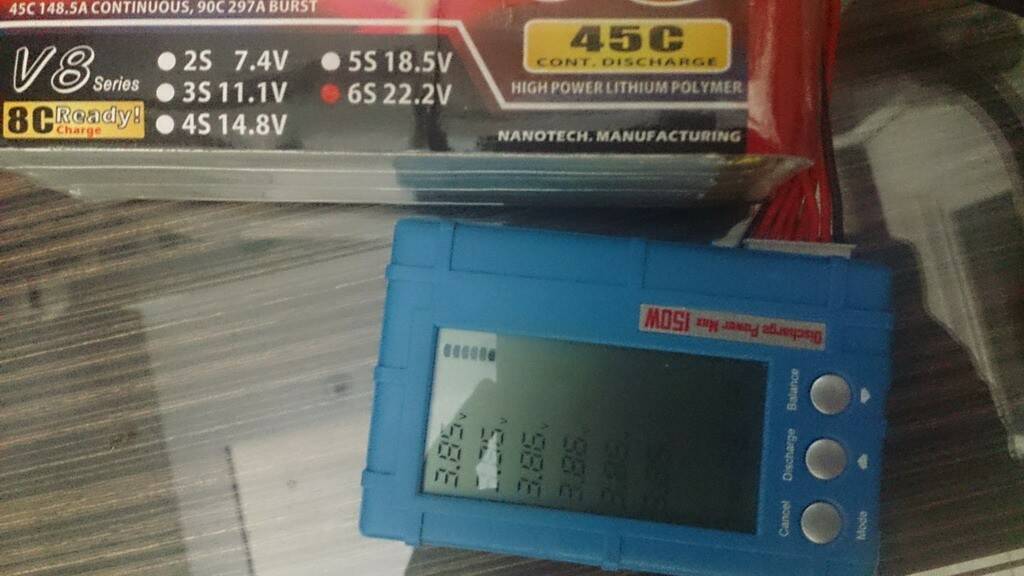 45C 148.5A CONTINUOUS, 90C 297A BURST
V8 Series
8C Ready! Charge
2S 7.4V
3S 11.1V
4S 14.8V
5S 18.5V
6S 22.2V
45C
CONT. DISCHARGE
HIGH POWER LITHIUM POLYMER
NANOTECH. MANUFACTURING
Discharge Power Max 150W
Balance
Discharge
Cancel
Mode
3.85V
3.86V
3.86